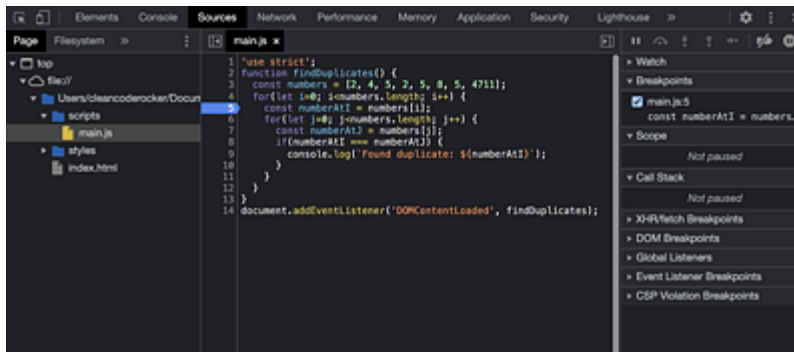 Elements Console Sources Network Performance Memory Application Security Lighthouse »
Page Filesystem »
main.js ×
top
file://
Users/cleancoderocker/Docum
scripts
main.js
styles
index.html
1 'use strict';
2 function findDuplicates() {
3 const numbers = [2, 4, 5, 2, 5, 8, 5, 4711];
4 for(let i=0; i<numbers.length; i++) {
5 const numberAtI = numbers[i];
6 for(let j=0; j<numbers.length; j++) {
7 const numberAtJ = numbers[j];
8 if(numberAtI === numberAtJ) {
9 console.log(`Found duplicate: ${numberAtI}`);
10 }
11 }
12 }
13 }
14 document.addEventListener('DOMContentLoaded', findDuplicates);
Watch
Breakpoints
main.js:5
const numberAtI = numbers.
Scope
Not paused
Call Stack
Not paused
XHR/fetch Breakpoints
DOM Breakpoints
Global Listeners
Event Listener Breakpoints
CSP Violation Breakpoints